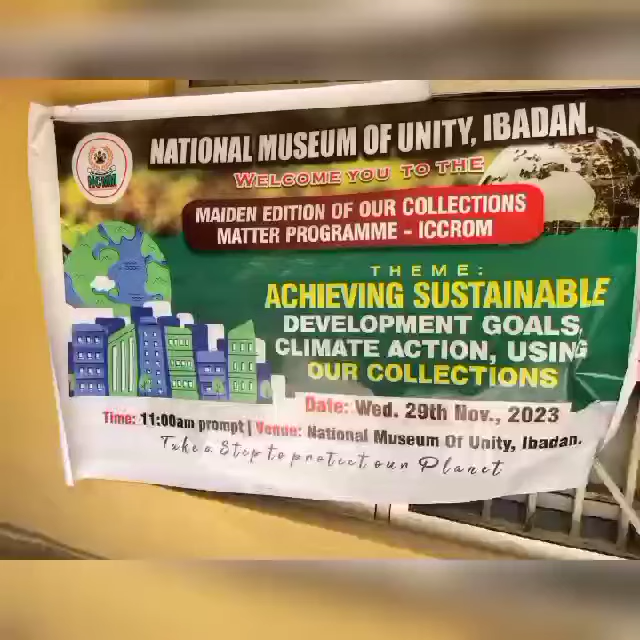 NATIONAL MUSEUM OF UNITY, IBADAN.
WELCOME YOU TO THE
MAIDEN EDITION OF OUR COLLECTIONS
MATTER PROGRAMME - ICCROM
THEME:
ACHIEVING SUSTAINABLE
DEVELOPMENT GOALS,
CLIMATE ACTION, USING
OUR COLLECTIONS
Date: Wed. 29th Nov., 2023
Time: 11:00am prompt | Venue: National Museum Of Unity, Ibadan.
Take a Step to protect our Planet